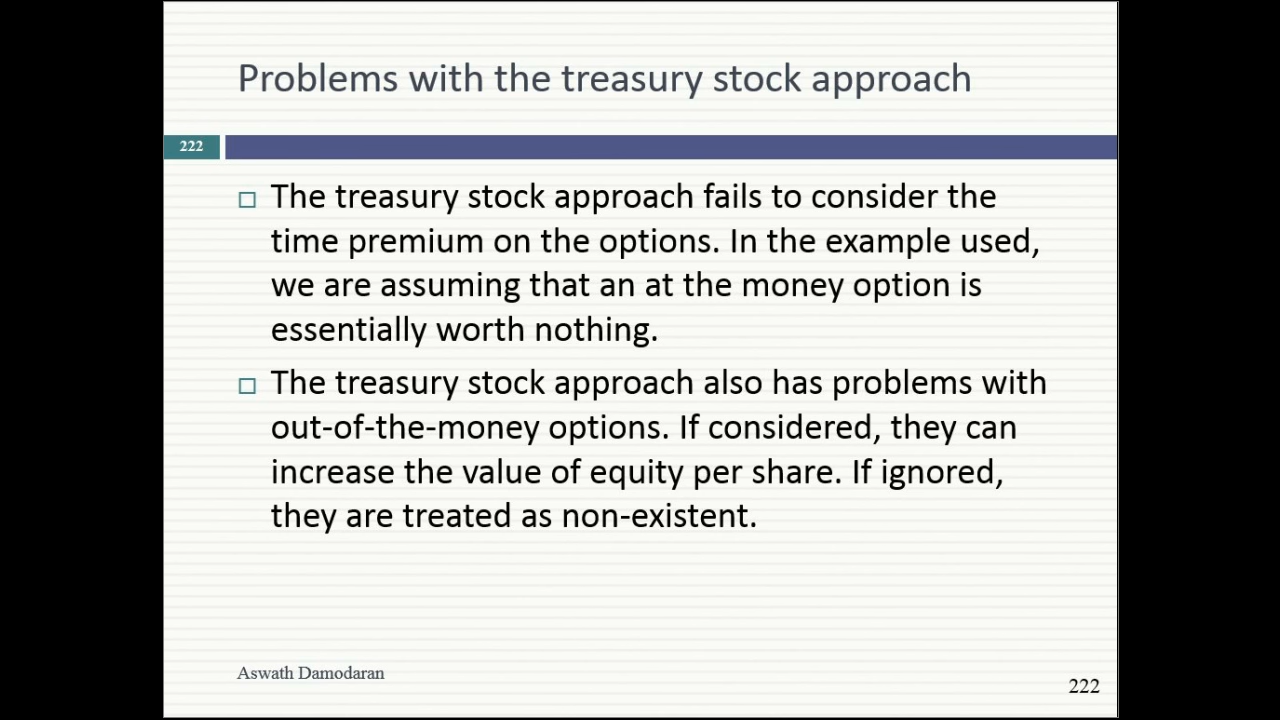 Problems with the treasury stock approach
222
The treasury stock approach fails to consider the
time premium on the options. In the example used,
we are assuming that an at the money option is
essentially worth nothing.
The treasury stock approach also has problems with
out-of-the-money options. If considered, they can
increase the value of equity per share. If ignored,
they are treated as non-existent.
Aswath Damodaran
222